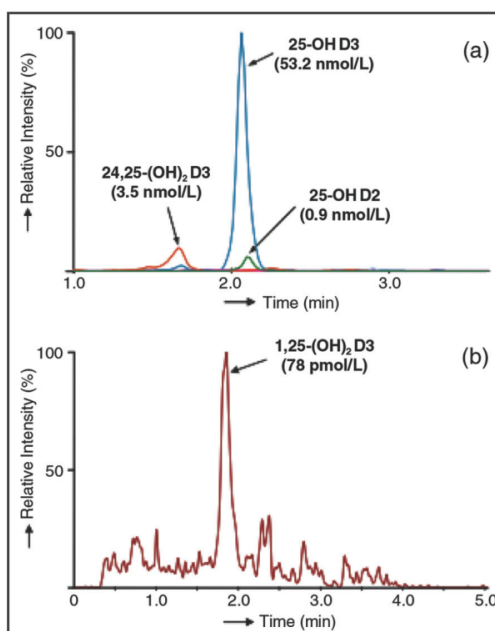 (a)
100
25-OH D3
(53.2 nmol/L)
Relative Intensity (%)
50
24,25-(OH)₂ D3
(3.5 nmol/L)
25-OH D2
(0.9 nmol/L)
1.0 2.0 3.0
Time (min)
(b)
1,25-(OH)₂ D3
(78 pmol/L)
100
Relative Intensity (%)
50
0 1.0 2.0 3.0 4.0 5.0
Time (min)